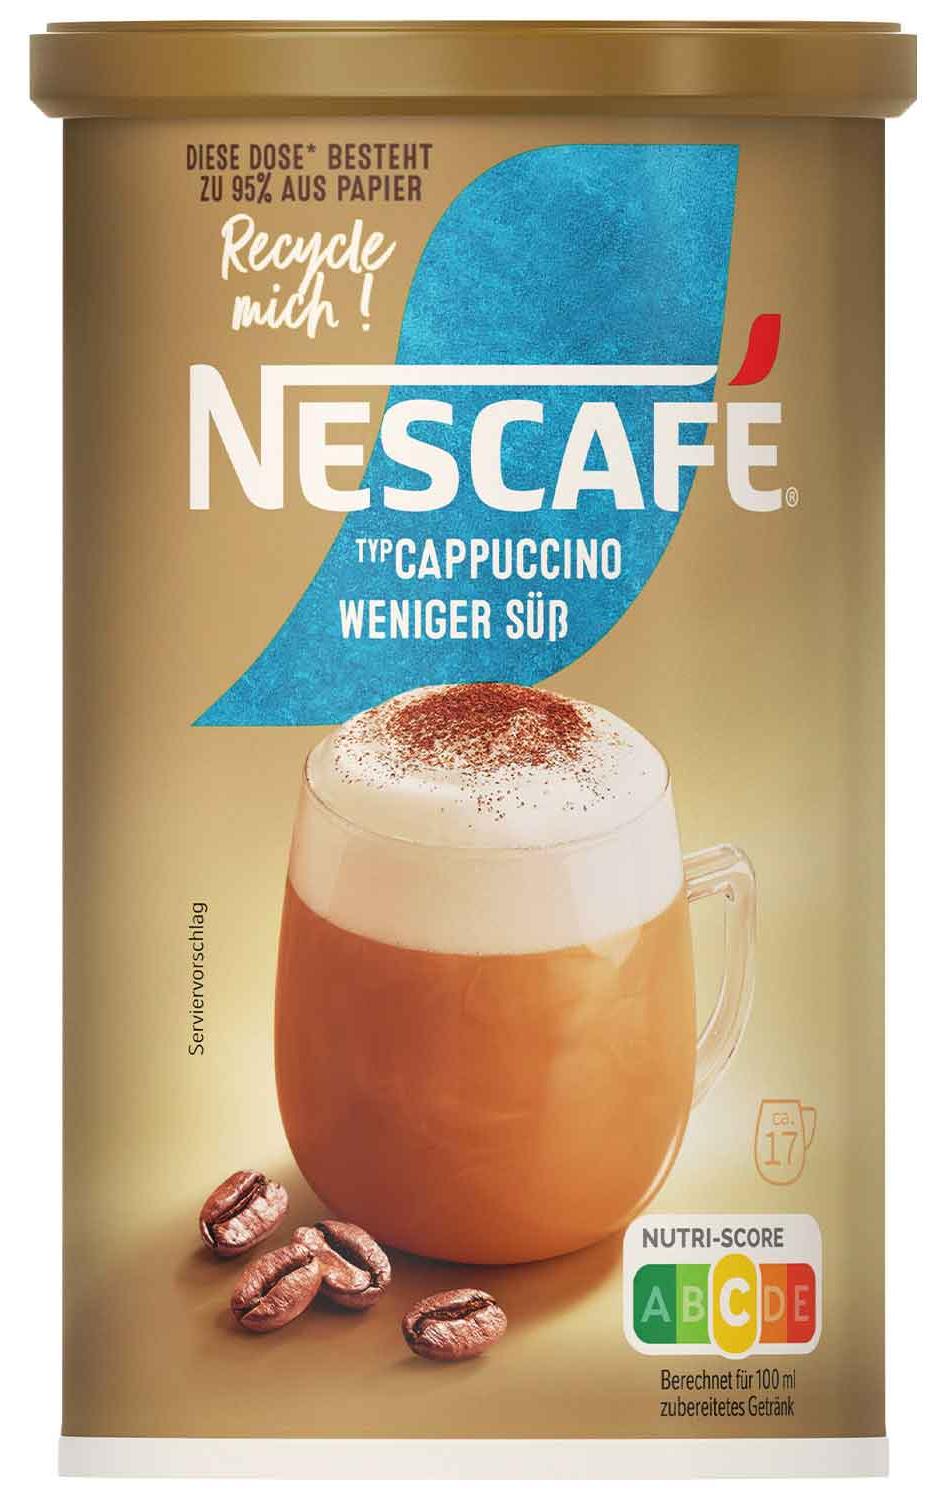 DIESE DOSE* BESTEHT
ZU 95% AUS PAPIER
Recycle
mich !
NESCAFÉ®
TYP CAPPUCCINO
WENIGER SÜß
Serviervorschlag
ca.
17
NUTRI-SCORE
A B C D E
Berechnet für 100 ml
zubereitetes Getränk